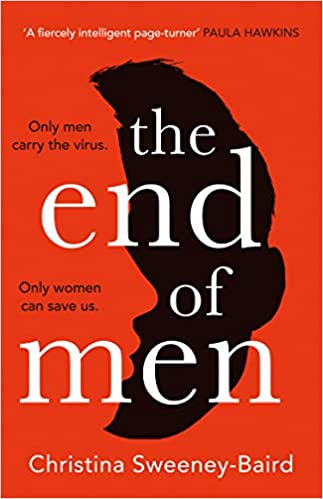 ‘A fiercely intelligent page-turner’ PAULA HAWKINS
Only men
carry the virus.
the
end
Only women
can save us.
of
men
Christina Sweeney-Baird